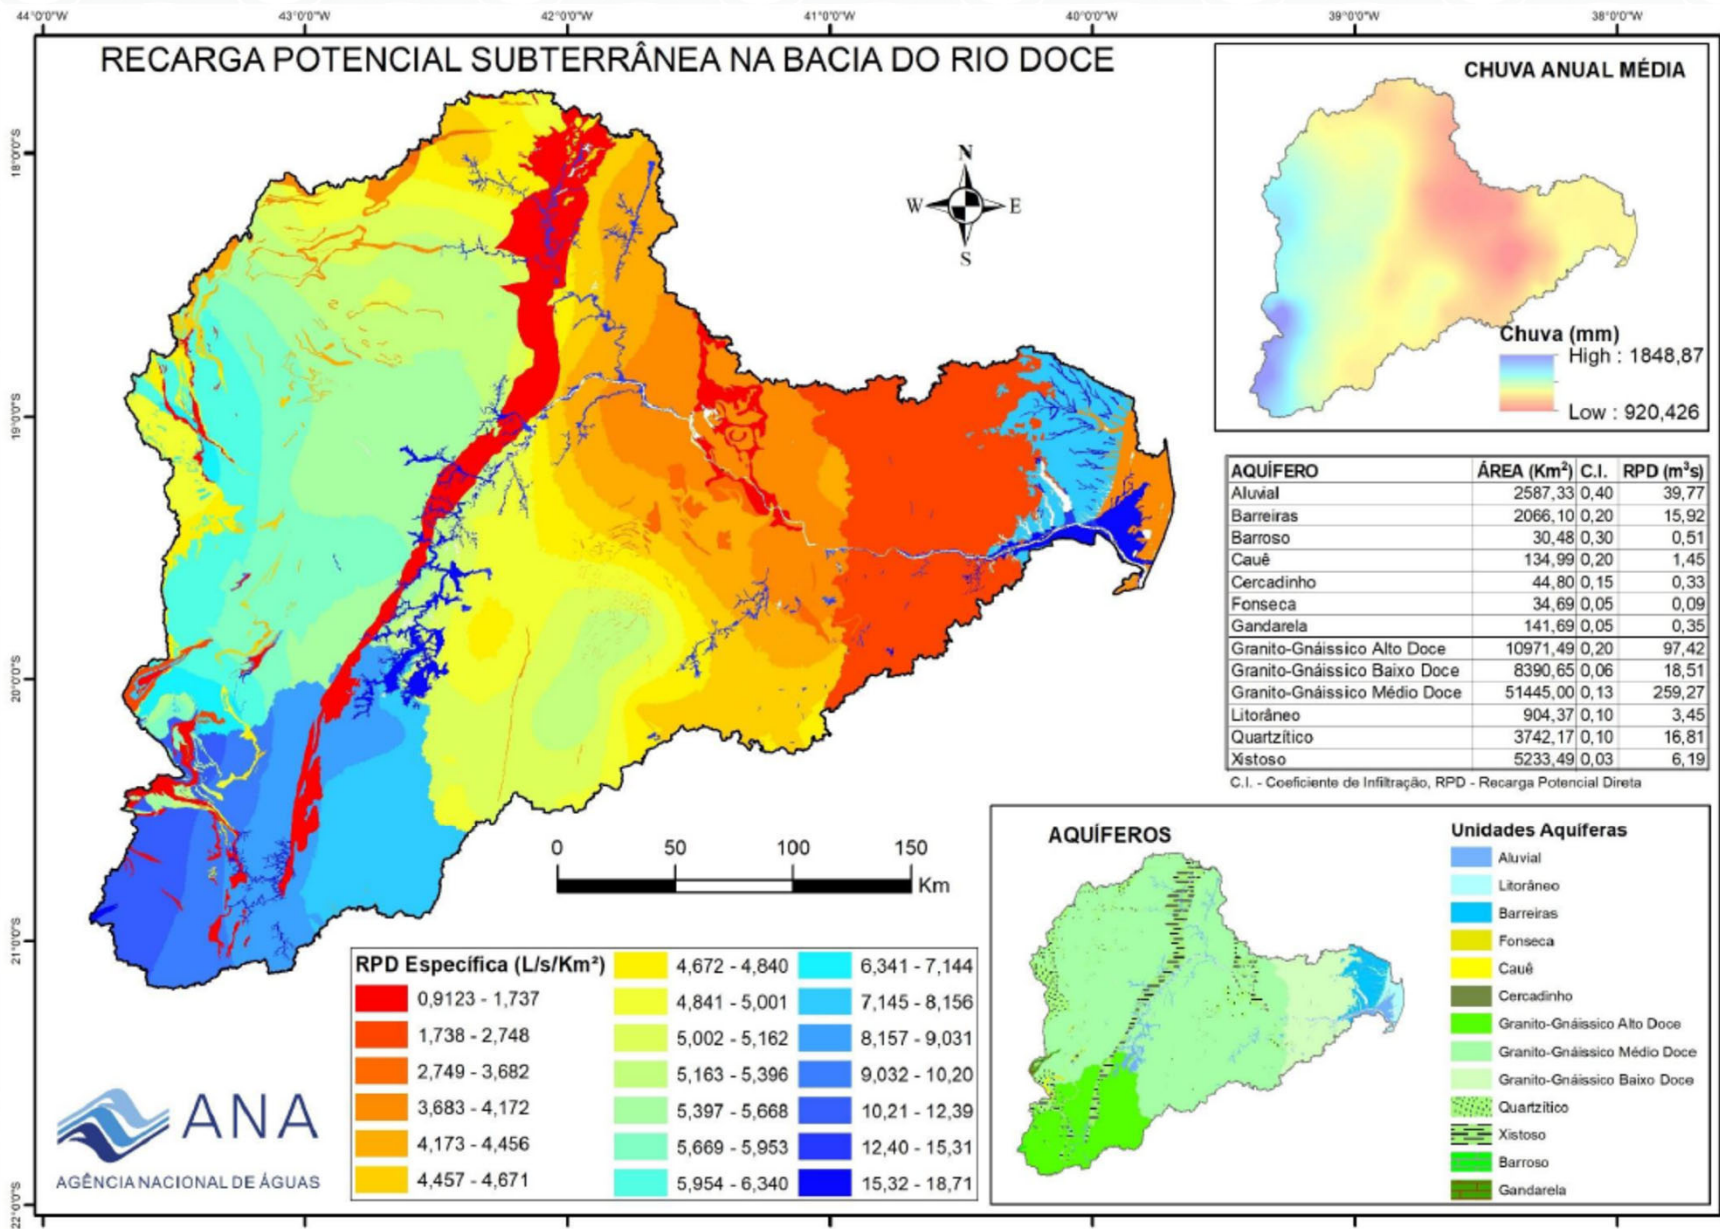 44°0'0"W 43°0'0"W 42°0'0"W 41°0'0"W 40°0'0"W 39°0'0"W 38°0'0"W
RECARGA POTENCIAL SUBTERRÂNEA NA BACIA DO RIO DOCE
18°0'0"S
19°0'0"S
20°0'0"S
21°0'0"S
22°0'0"S
N
W E
S
CHUVA ANUAL MÉDIA
Chuva (mm)
High : 1848,87
Low : 920,426
AQUÍFERO ÁREA (Km²) C.I. RPD (m³s)
Aluvial 2587,33 0,40 39,77
Barreiras 2066,10 0,20 15,92
Barroso 30,48 0,30 0,51
Cauê 134,99 0,20 1,45
Cercadinho 44,80 0,15 0,33
Fonseca 34,69 0,05 0,09
Gandarela 141,69 0,05 0,35
Granito-Gnáissico Alto Doce 10971,49 0,20 97,42
Granito-Gnáissico Baixo Doce 8390,65 0,06 18,51
Granito-Gnáissico Médio Doce 51445,00 0,13 259,27
Litorâneo 904,37 0,10 3,45
Quartzítico 3742,17 0,10 16,81
Xistoso 5233,49 0,03 6,19
C.I. - Coeficiente de Infiltração, RPD - Recarga Potencial Direta
0 50 100 150
Km
RPD Específica (L/s/Km²)
0,9123 - 1,737
1,738 - 2,748
2,749 - 3,682
3,683 - 4,172
4,173 - 4,456
4,457 - 4,671
4,672 - 4,840
4,841 - 5,001
5,002 - 5,162
5,163 - 5,396
5,397 - 5,668
5,669 - 5,953
5,954 - 6,340
6,341 - 7,144
7,145 - 8,156
8,157 - 9,031
9,032 - 10,20
10,21 - 12,39
12,40 - 15,31
15,32 - 18,71
ANA
AGÊNCIA NACIONAL DE ÁGUAS
AQUÍFEROS
Unidades Aquíferas
Aluvial
Litorâneo
Barreiras
Fonseca
Cauê
Cercadinho
Granito-Gnáissico Alto Doce
Granito-Gnáissico Médio Doce
Granito-Gnáissico Baixo Doce
Quartzítico
Xistoso
Barroso
Gandarela